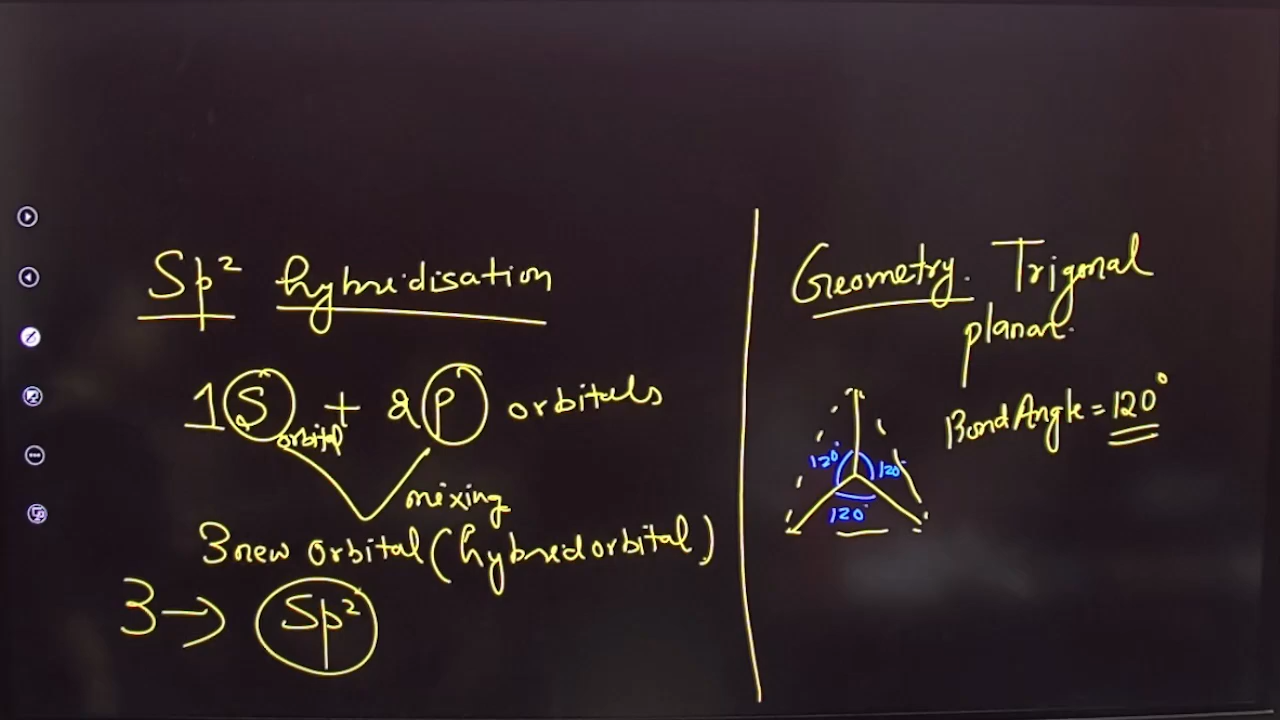 Sp² hybridisation
1 S orbital + 2 p orbitals
mixing
3 new orbital (hybrid orbital)
3 → Sp²
Geometry. Trigonal
planar.
Bond Angle = 120°
120° 120°
120°